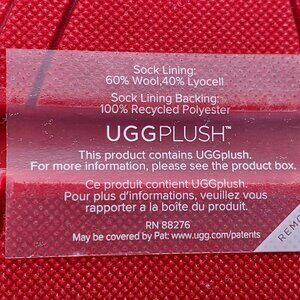 Sock Lining:
60% Wool,40% Lyocell
Sock Lining Backing:
100% Recycled Polyester
UGGPLUSH™
This product contains UGGplush.
For more information, please see the product box.
Ce produit contient UGGplush.
Pour plus d'informations, veuillez vous
rapporter a la boîte du produit.
RN 88276
May be covered by Pat: www.ugg.com/patents